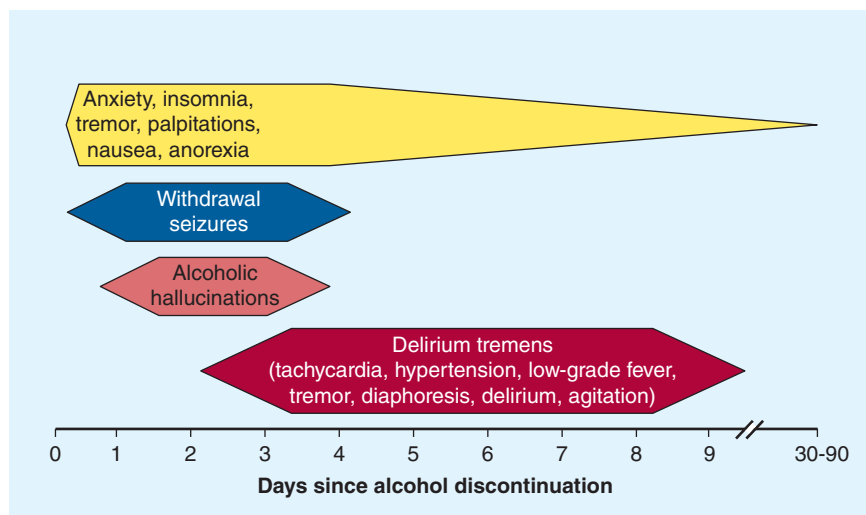 Anxiety, insomnia,
tremor, palpitations,
nausea, anorexia
Withdrawal
seizures
Alcoholic
hallucinations
Delirium tremens
(tachycardia, hypertension, low-grade fever,
tremor, diaphoresis, delirium, agitation)
0 1 2 3 4 5 6 7 8 9 30-90
Days since alcohol discontinuation